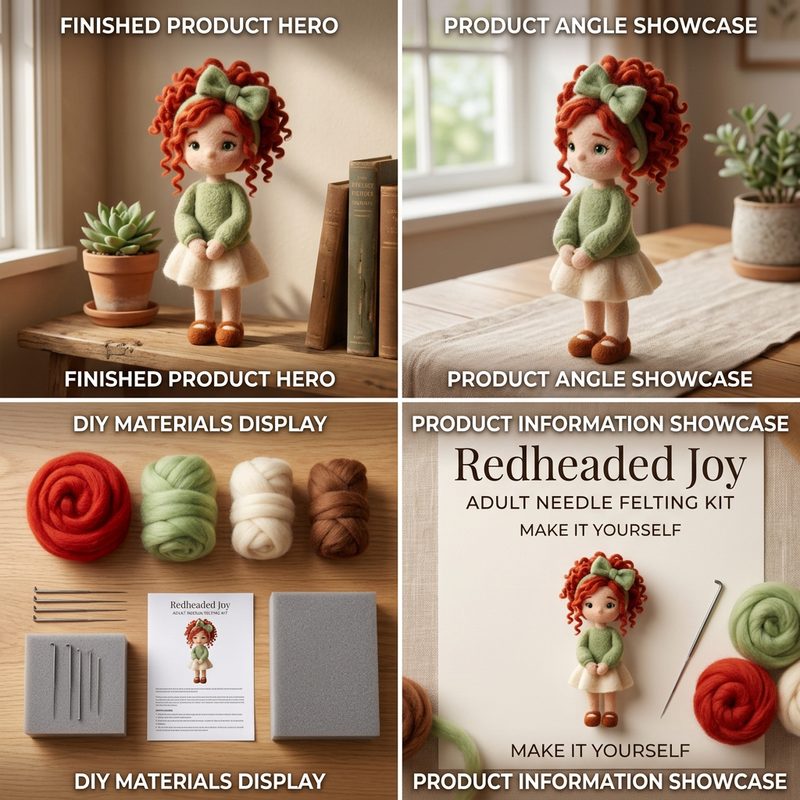 FINISHED PRODUCT HERO
FINISHED PRODUCT HERO
PRODUCT ANGLE SHOWCASE
PRODUCT ANGLE SHOWCASE
DIY MATERIALS DISPLAY
Redheaded Joy
DIY MATERIALS DISPLAY
PRODUCT INFORMATION SHOWCASE
Redheaded Joy
ADULT NEEDLE FELTING KIT
MAKE IT YOURSELF
MAKE IT YOURSELF
PRODUCT INFORMATION SHOWCASE